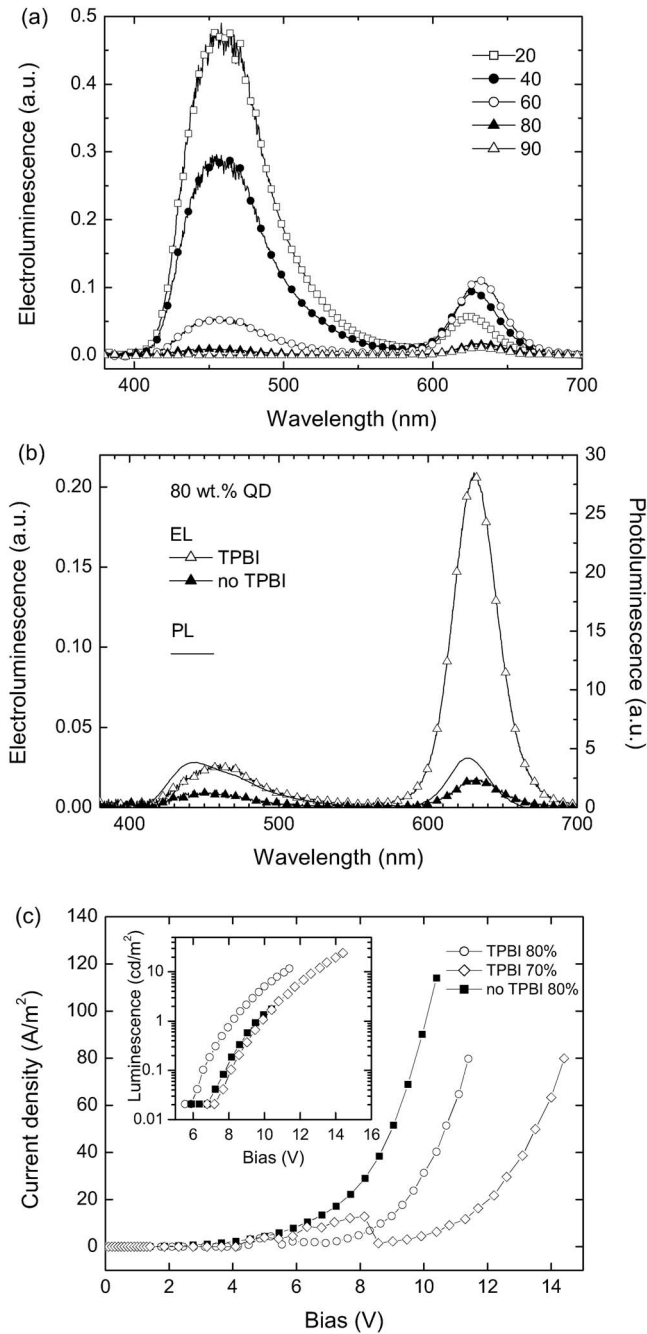 (a)
0.5
0.4
0.3
0.2
0.1
0.0
Electroluminescence (a.u.)
20
40
60
80
90
400 500 600 700
Wavelength (nm)
(b)
0.20
0.15
0.10
0.05
0.00
Electroluminescence (a.u.)
80 wt.% QD
EL
TPBI
no TPBI
PL
30
25
20
15
10
5
0
Photoluminescence (a.u.)
400 500 600 700
Wavelength (nm)
(c)
140
120
100
80
60
40
20
0
Current density (A/m²)
TPBI 80%
TPBI 70%
no TPBI 80%
Luminescence (cd/m²)
10
1
0.1
0.01
6 8 10 12 14 16
Bias (V)
0 2 4 6 8 10 12 14
Bias (V)